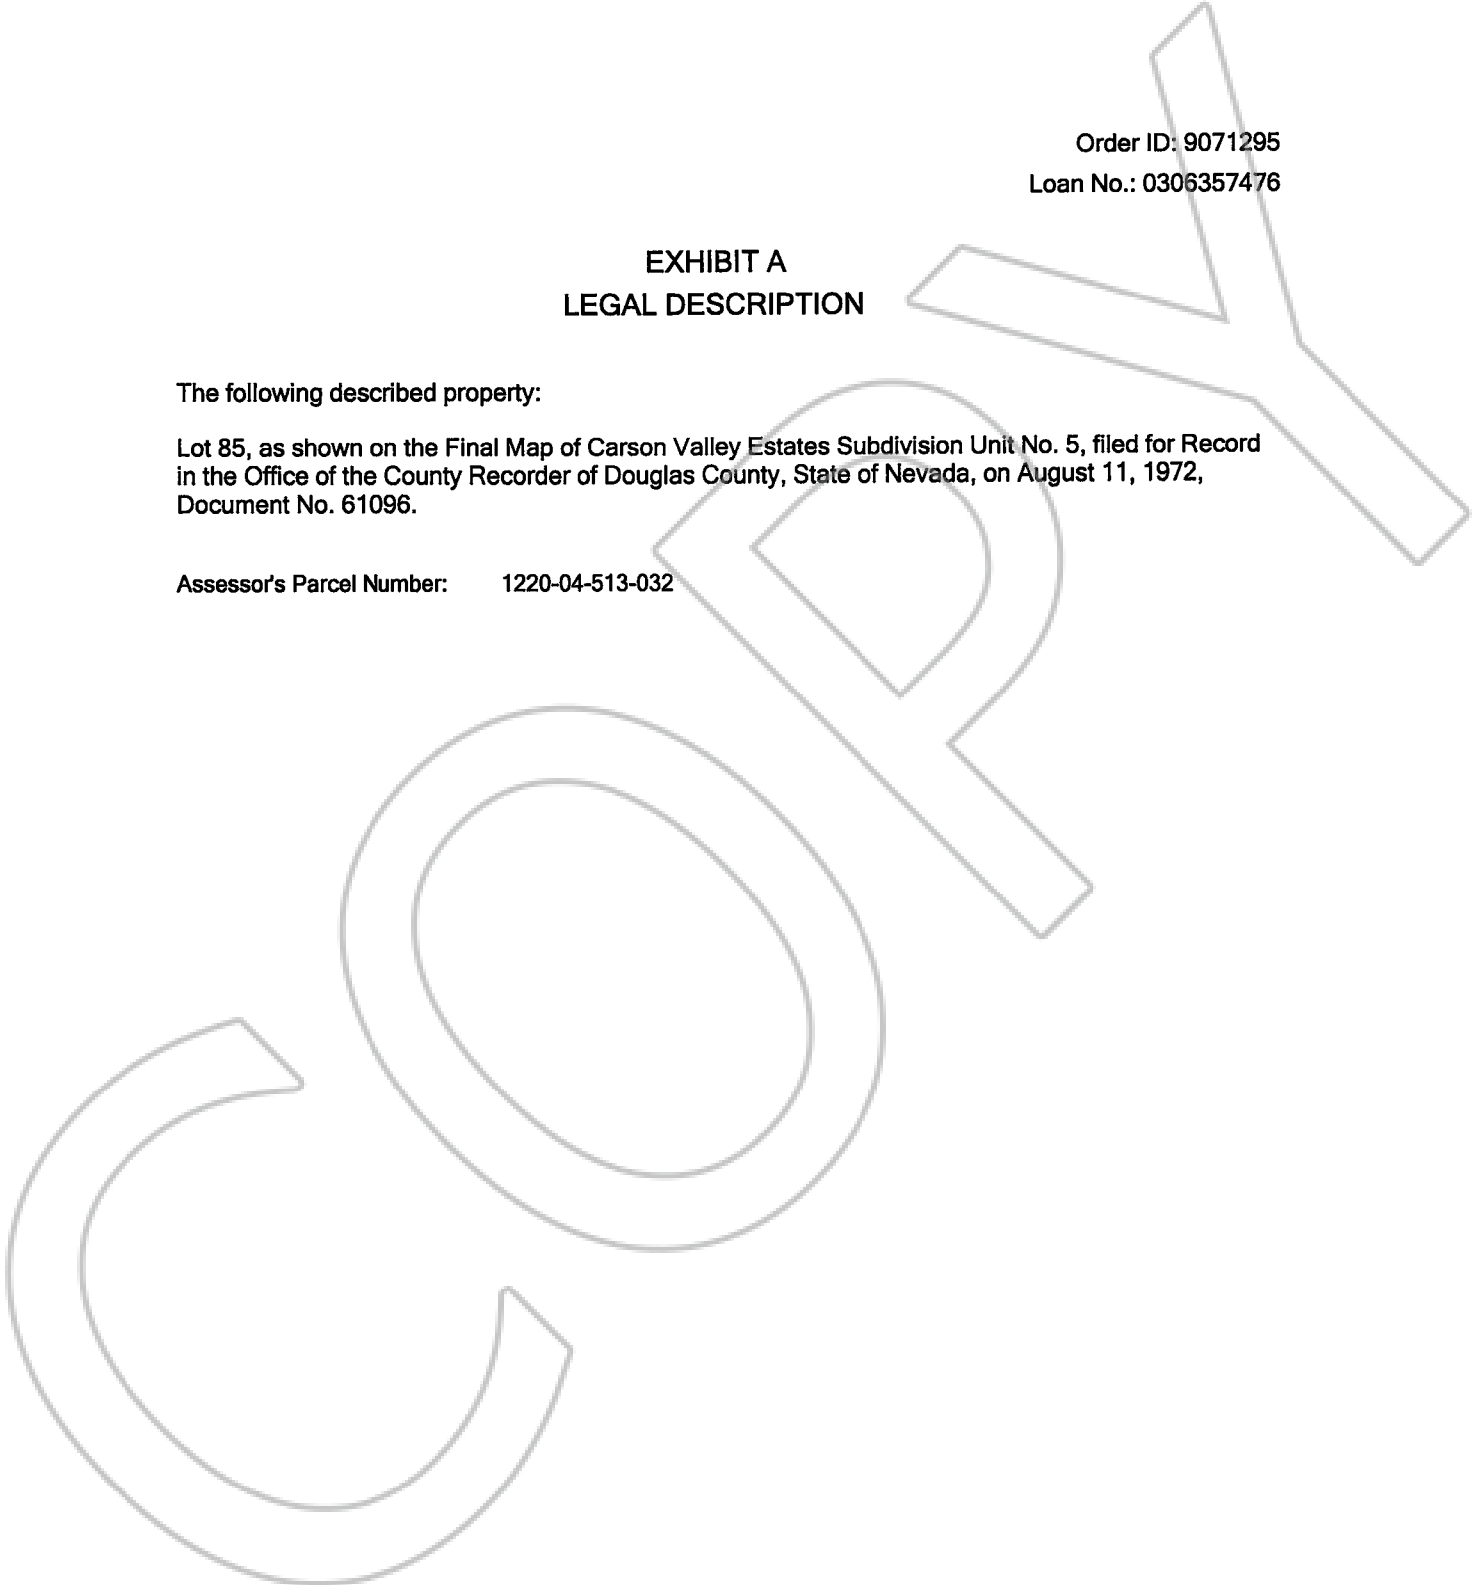 Order ID: 9071295
Loan No.: 0306357476
EXHIBIT A
LEGAL DESCRIPTION
The following described property:
Lot 85, as shown on the Final Map of Carson Valley Estates Subdivision Unit No. 5, filed for Record
in the Office of the County Recorder of Douglas County, State of Nevada, on August 11, 1972,
Document No. 61096.
Assessor's Parcel Number: 1220-04-513-032
COPY